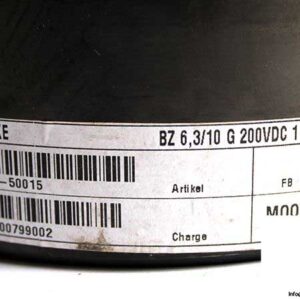 KE BZ 6,3/10 G 200VDC 1
-50015 Artikel FB
00799002 Charge M00